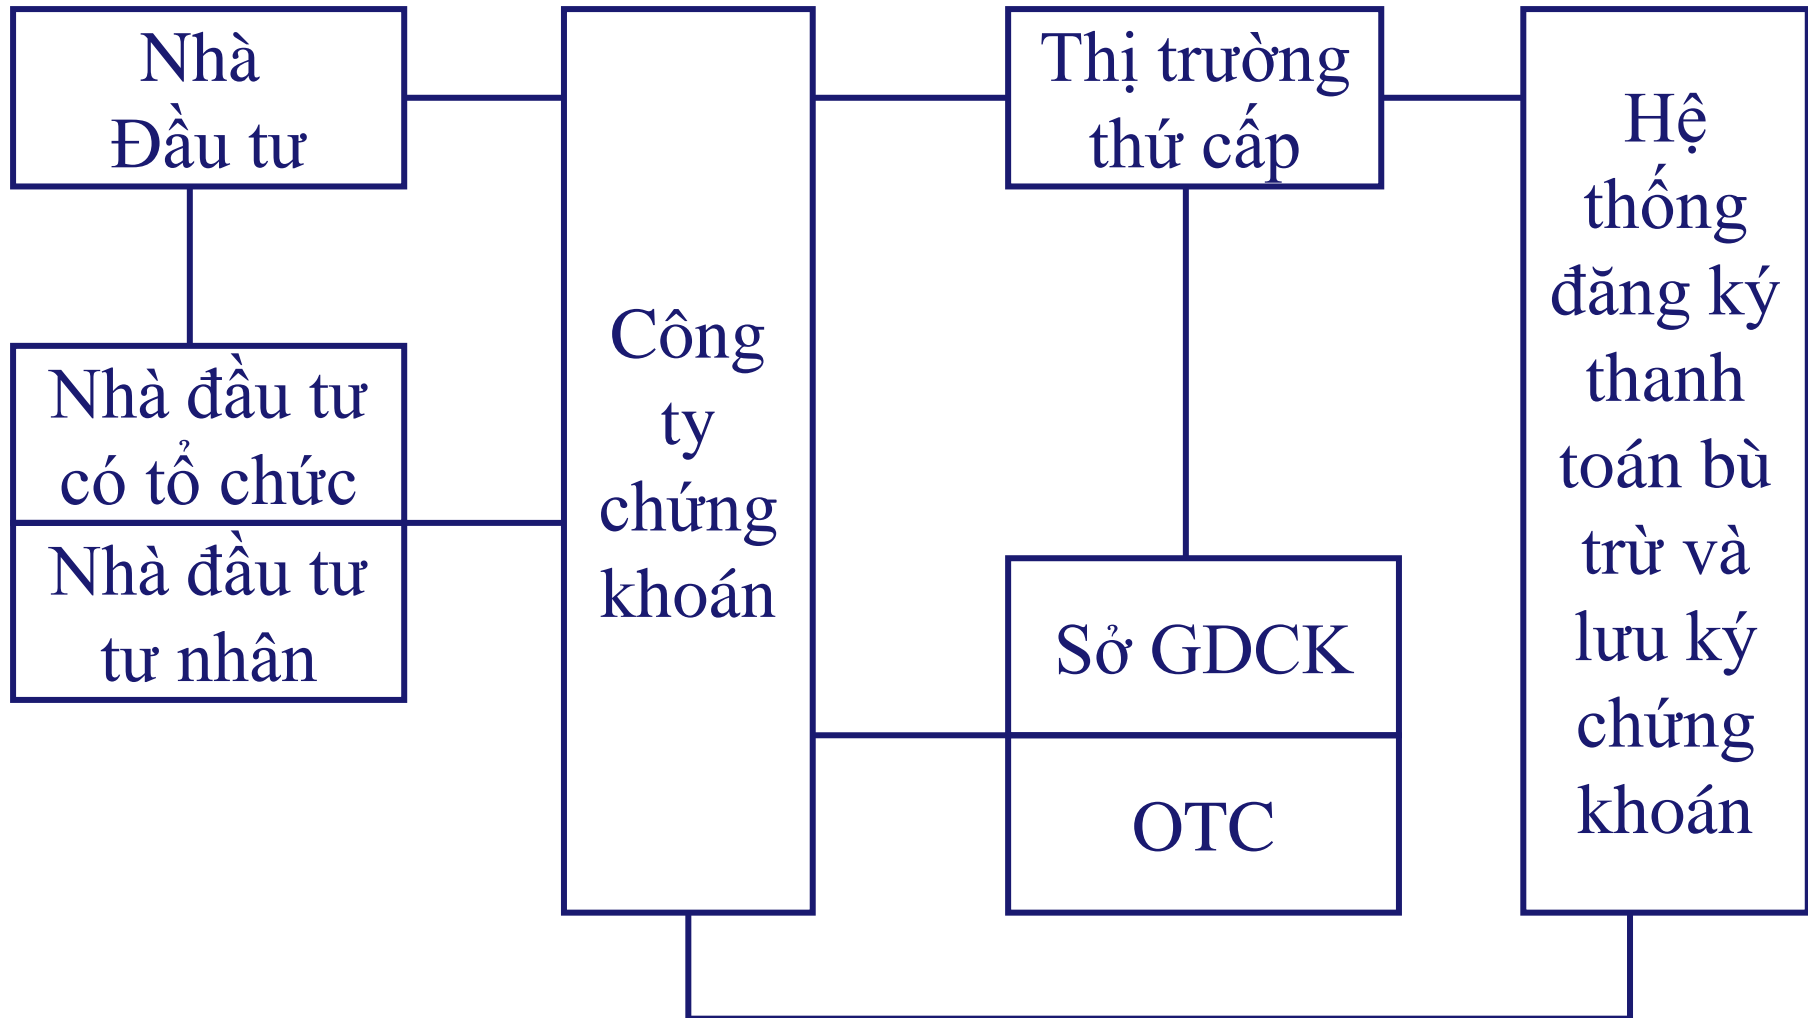 Nhà
Đầu tư
Nhà đầu tư
có tổ chức
Nhà đầu tư
tư nhân
Công
ty
chứng
khoán
Thị trường
thứ cấp
Sở GDCK
OTC
Hệ
thống
đăng ký
thanh
toán bù
trừ và
lưu ký
chứng
khoán